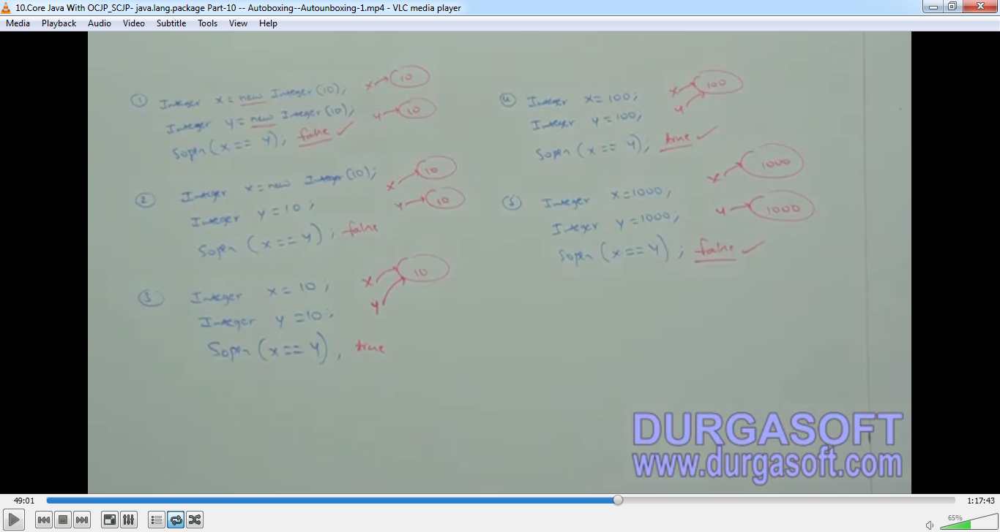 10.Core Java With OCJP_SCJP- java.lang.package Part-10 -- Autoboxing--Autounboxing-1.mp4 - VLC media player
Media Playback Audio Video Subtitle Tools View Help
① Integer x = new Integer (10); x → 10
Integer y = new Integer (10); y → 10
Sopln (x == y); false ✓
② Integer x = new Integer (10); x → 10
Integer y = 10; y → 10
Sopln (x == y); false
③ Integer x = 10; x → 10
Integer y = 10; y
Sopln (x == y), true
④ Integer x = 100; x → 100
Integer y = 100; y
Sopln (x == y); true ✓
⑤ Integer x = 1000; x → 1000
Integer y = 1000; y → 1000
Sopln (x == y); false ✓
DURGASOFT
www.durgasoft.com
49:01 1:17:43
65%